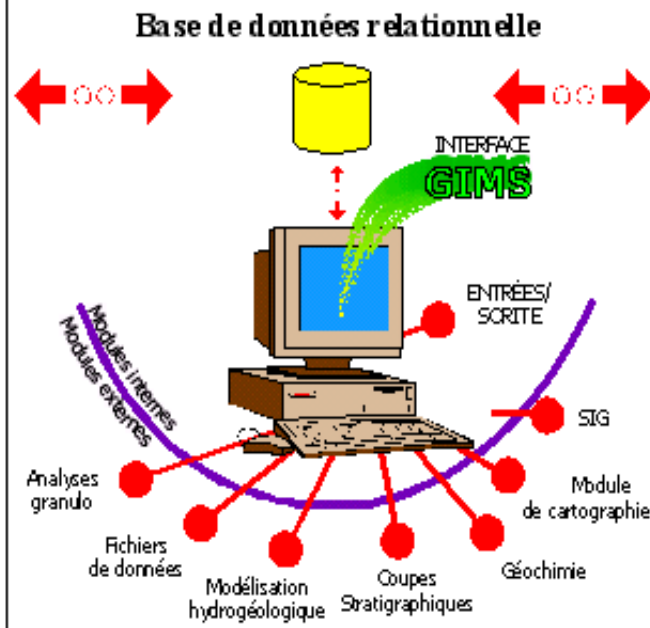 Base de données relationnelle
INTERFACE
GIMS
ENTRÉES/
SCRITE
Modules internes
Modules externes
SIG
Analyses
granulo
Module
de cartographie
Fichiers
de données
Géochimie
Modélisation
hydrogéologique
Coupes
Stratigraphiques